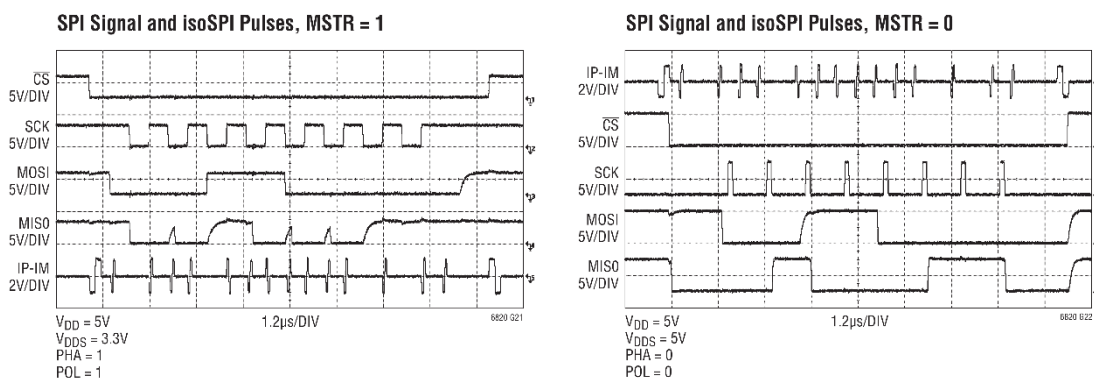 SPI Signal and isoSPI Pulses, MSTR = 1
CS
5V/DIV
SCK
5V/DIV
MOSI
5V/DIV
MISO
5V/DIV
IP-IM
2V/DIV
VDD = 5V
VDDS = 3.3V
PHA = 1
POL = 1
1.2µs/DIV
6820 G21
SPI Signal and isoSPI Pulses, MSTR = 0
IP-IM
2V/DIV
CS
5V/DIV
SCK
5V/DIV
MOSI
5V/DIV
MISO
5V/DIV
VDD = 5V
VDDS = 5V
PHA = 0
POL = 0
1.2µs/DIV
6820 G22